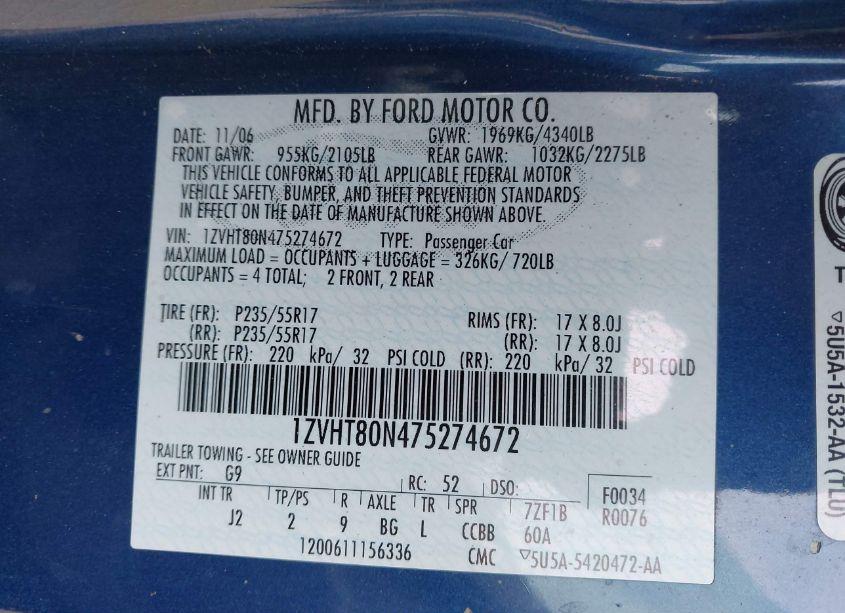 MFD. BY FORD MOTOR CO.
DATE: 11/06 GVWR: 1969KG/4340LB
FRONT GAWR: 955KG/2105LB REAR GAWR: 1032KG/2275LB
THIS VEHICLE CONFORMS TO ALL APPLICABLE FEDERAL MOTOR
VEHICLE SAFETY, BUMPER, AND THEFT PREVENTION STANDARDS
IN EFFECT ON THE DATE OF MANUFACTURE SHOWN ABOVE.
VIN: 1ZVHT80N475274672 TYPE: Passenger Car
MAXIMUM LOAD = OCCUPANTS + LUGGAGE = 326KG/ 720LB
OCCUPANTS = 4 TOTAL; 2 FRONT, 2 REAR
TIRE (FR): P235/55R17 RIMS (FR): 17 X 8.0J
(RR): P235/55R17 (RR): 17 X 8.0J
PRESSURE (FR): 220 kPa/ 32 PSI COLD (RR): 220 kPa/ 32 PSI COLD
1ZVHT80N475274672
TRAILER TOWING - SEE OWNER GUIDE
EXT PNT: G9 RC: 52 DSO: F0034
INT TR TP/PS R AXLE TR SPR 7ZF1B R0076
J2 2 9 BG L CCBB 60A
1200611156336 CMC ▽5U5A-5420472-AA
T
▽5U5A-1532-AA (TLU)